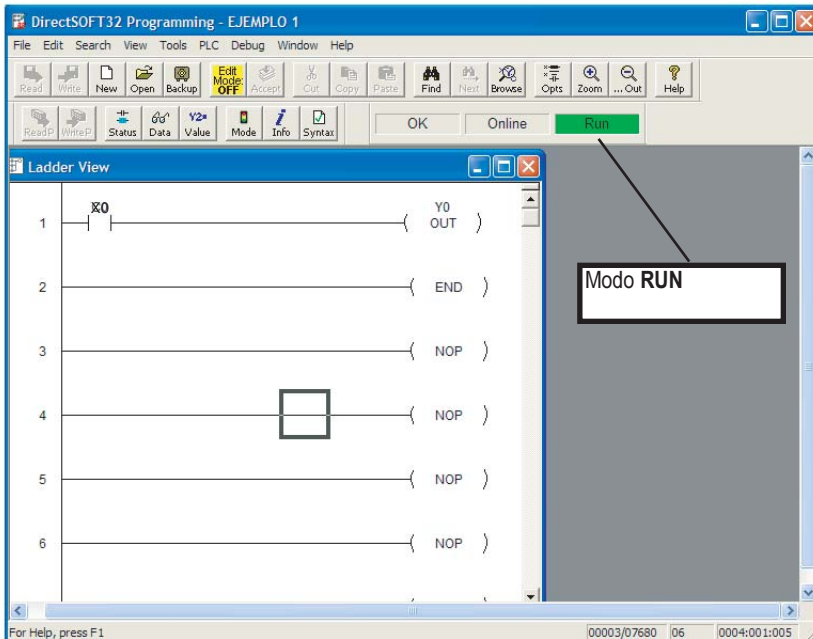 DirectSOFT32 Programming - EJEMPLO 1
File Edit Search View Tools PLC Debug Window Help
Read Write New Open Backup Edit Mode: OFF Accept Cut Copy Paste Find Next Browse Opts Zoom ... Out Help
ReadP WriteP Status Data Value Mode Info Syntax OK Online Run
Ladder View
X0 Y0
1 OUT
2 END
Modo RUN
3 NOP
4 NOP
5 NOP
6 NOP
For Help, press F1 00003/07680 06 0004:001:005